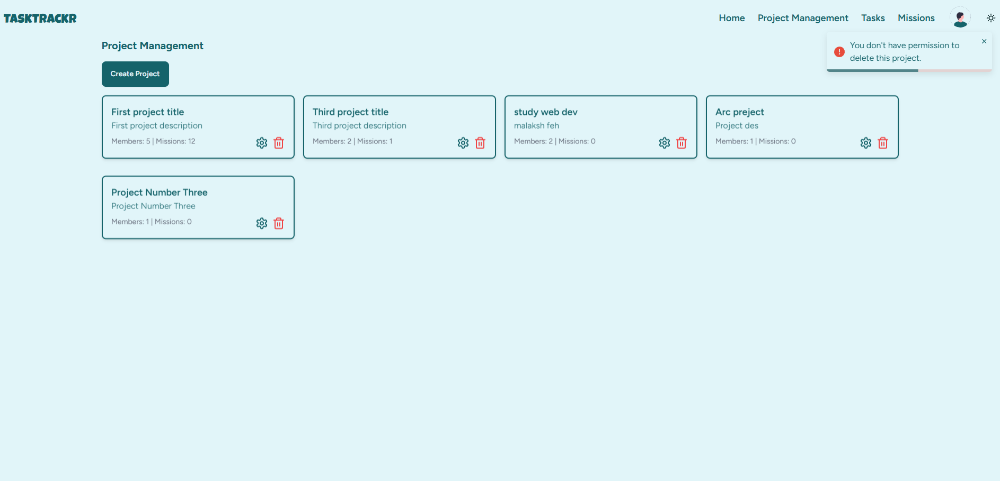 TASKTRACKR
Home Project Management Tasks Missions
You don't have permission to
delete this project.
Project Management
Create Project
First project title
First project description
Members: 5 | Missions: 12
Third project title
Third project description
Members: 2 | Missions: 1
study web dev
malaksh feh
Members: 2 | Missions: 0
Arc preject
Project des
Members: 1 | Missions: 0
Project Number Three
Project Number Three
Members: 1 | Missions: 0